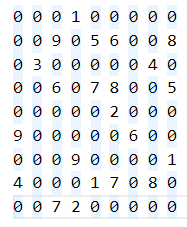 0 0 0 1 0 0 0 0 0
0 0 9 0 5 6 0 0 8
0 3 0 0 0 0 0 4 0
0 0 6 0 7 8 0 0 5
0 0 0 0 0 2 0 0 0
9 0 0 0 0 0 6 0 0
0 0 0 9 0 0 0 0 1
4 0 0 0 1 7 0 8 0
0 0 7 2 0 0 0 0 0